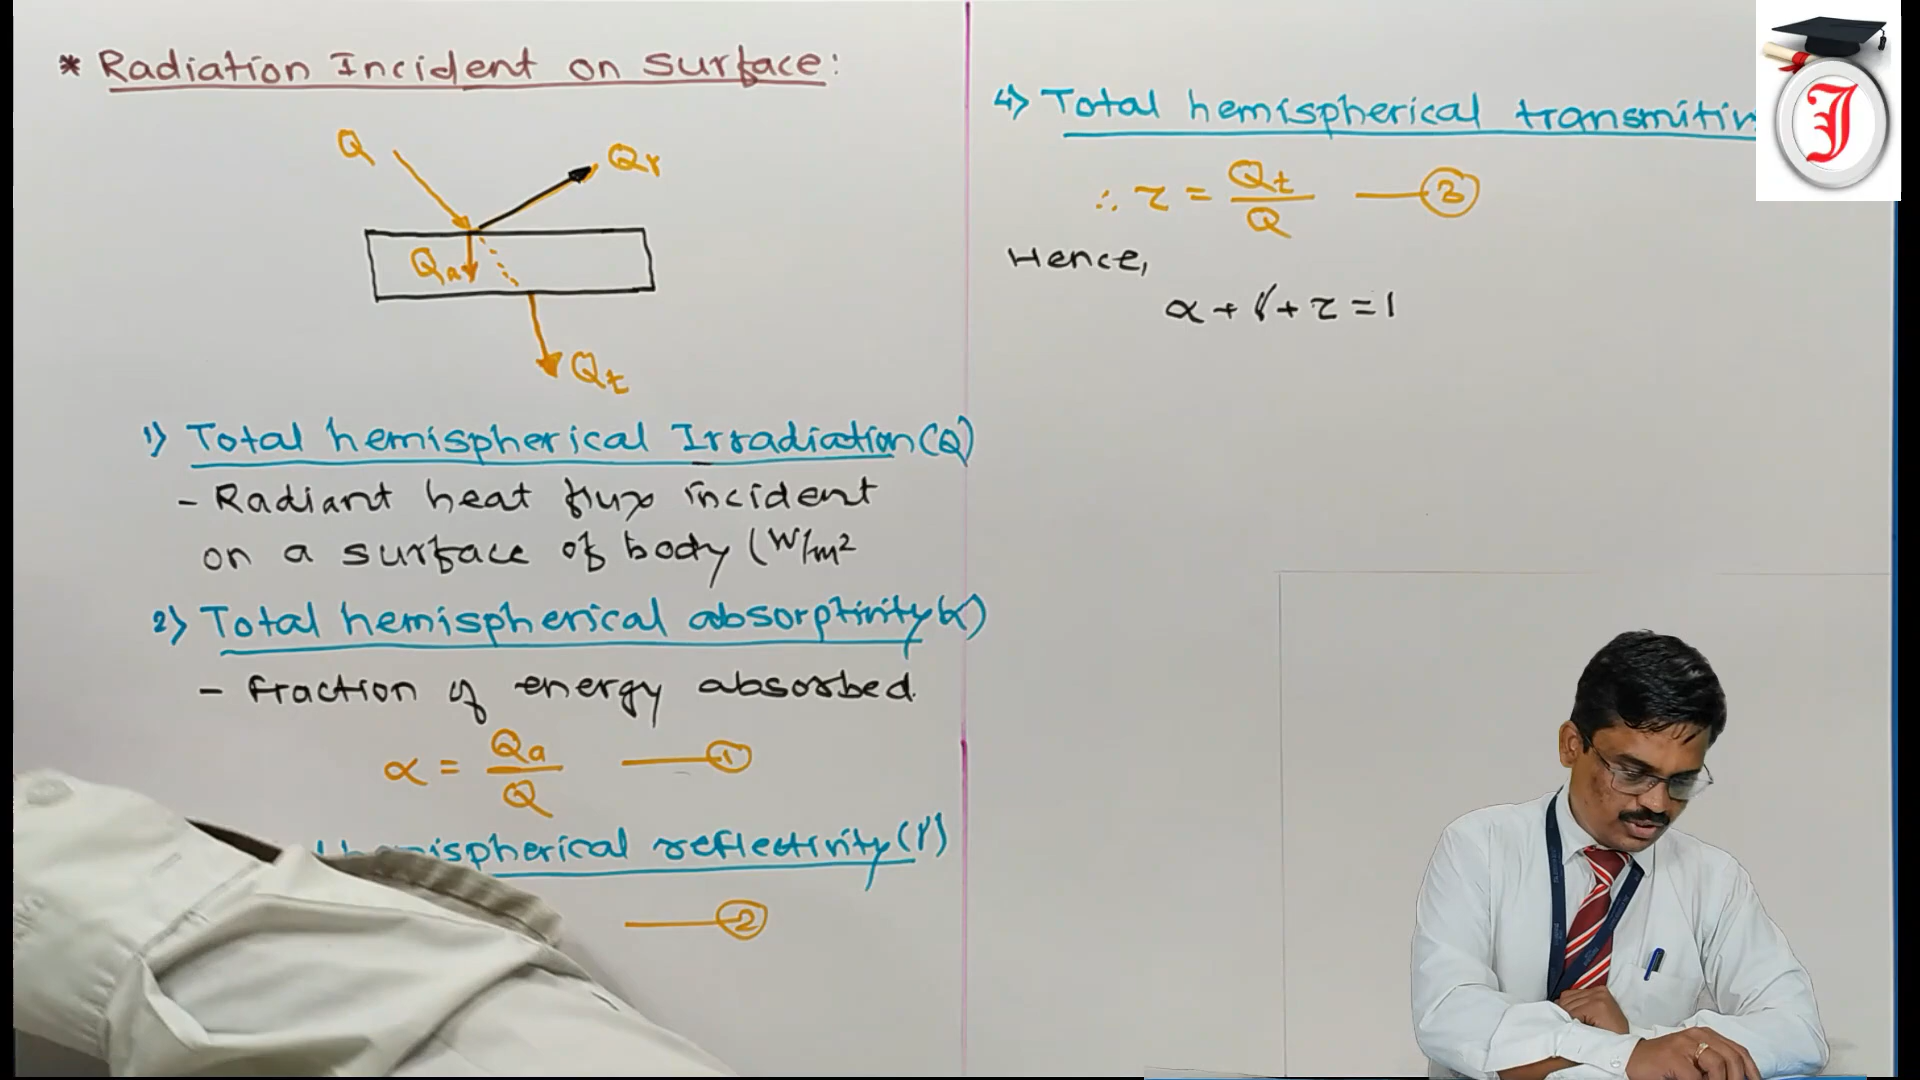 * Radiation Incident on surface:
Q
Qr
Qa
Qt
1) Total hemispherical Irradiation (Q)
- Radiant heat flux incident
on a surface of body (W/m²
2) Total hemispherical absorptivity (α)
- fraction of energy absorbed.
α = Qa/Q — 1
hemispherical reflectivity (r)
— 2
4) Total hemispherical
∴ τ = Qt/Q — 3
Hence,
α + r + τ = 1
J